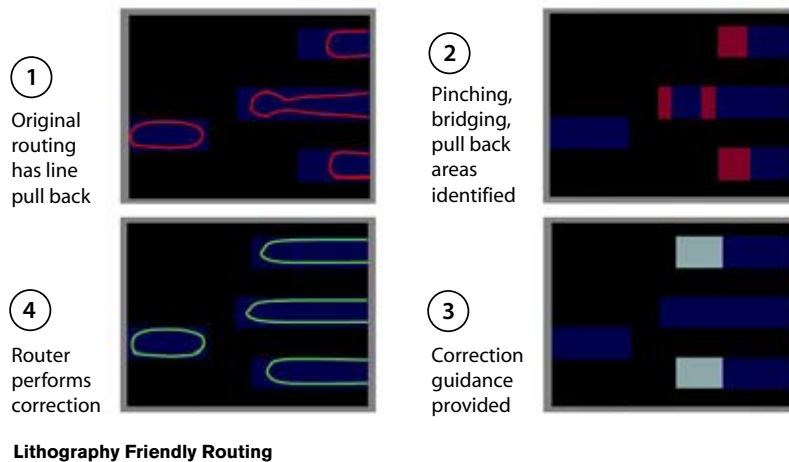 1
Original
routing
has line
pull back
2
Pinching,
bridging,
pull back
areas
identified
4
Router
performs
correction
3
Correction
guidance
provided
Lithography Friendly Routing